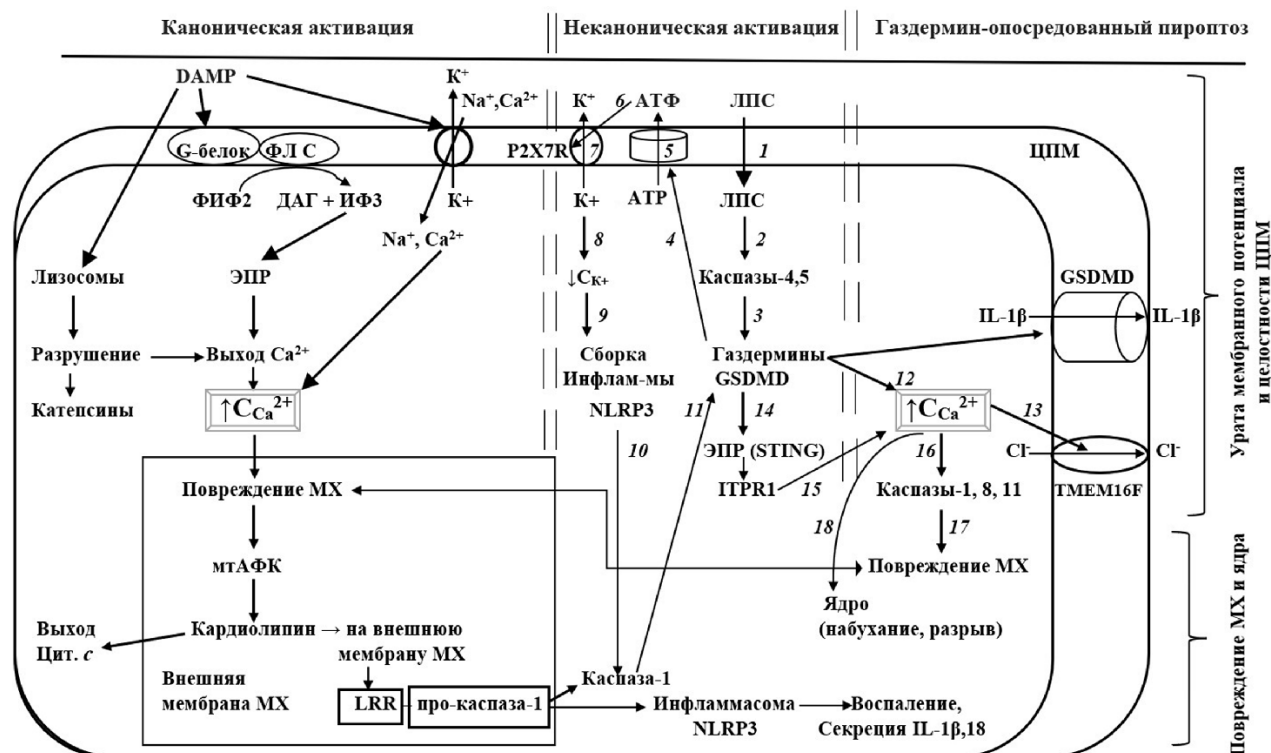 Каноническая активация
Неканоническая активация
Газдермин-опосредованный пироптоз
DAMP
K⁺
Na⁺,Ca²⁺
K⁺
6
АТФ
ЛПС
G-белок
ФЛ С
P2X7R
7
5
1
ЦПМ
ФИФ2
ДАГ + ИФ3
К+
К+
АТР
ЛПС
Na⁺, Ca²⁺
8
4
2
Лизосомы
ЭПР
↓C_K+
Каспазы-4,5
GSDMD
9
3
IL-1β
IL-1β
Разрушение
Выход Ca²⁺
Сборка
Инфлам-мы
Газдермины
GSDMD
12
Катепсины
↑C_Ca²⁺
NLRP3
11
14
↑C_Ca²⁺
13
10
ЭПР (STING)
16
Cl⁻
Cl⁻
Повреждение МХ
ITPR1
15
Каспазы-1, 8, 11
TMEM16F
18
17
мтАФК
Повреждение МХ
Ядро
(набухание, разрыв)
Выход
Цит. с
Кардиолипин → на внешнюю
мембрану МХ
Внешняя
мембрана МХ
LRR
про-каспаза-1
Каспаза-1
Инфламмасома
NLRP3
Воспаление,
Секреция IL-1β,18
Урата мембранного потенциала
и целостности ЦПМ
Повреждение МХ и ядра